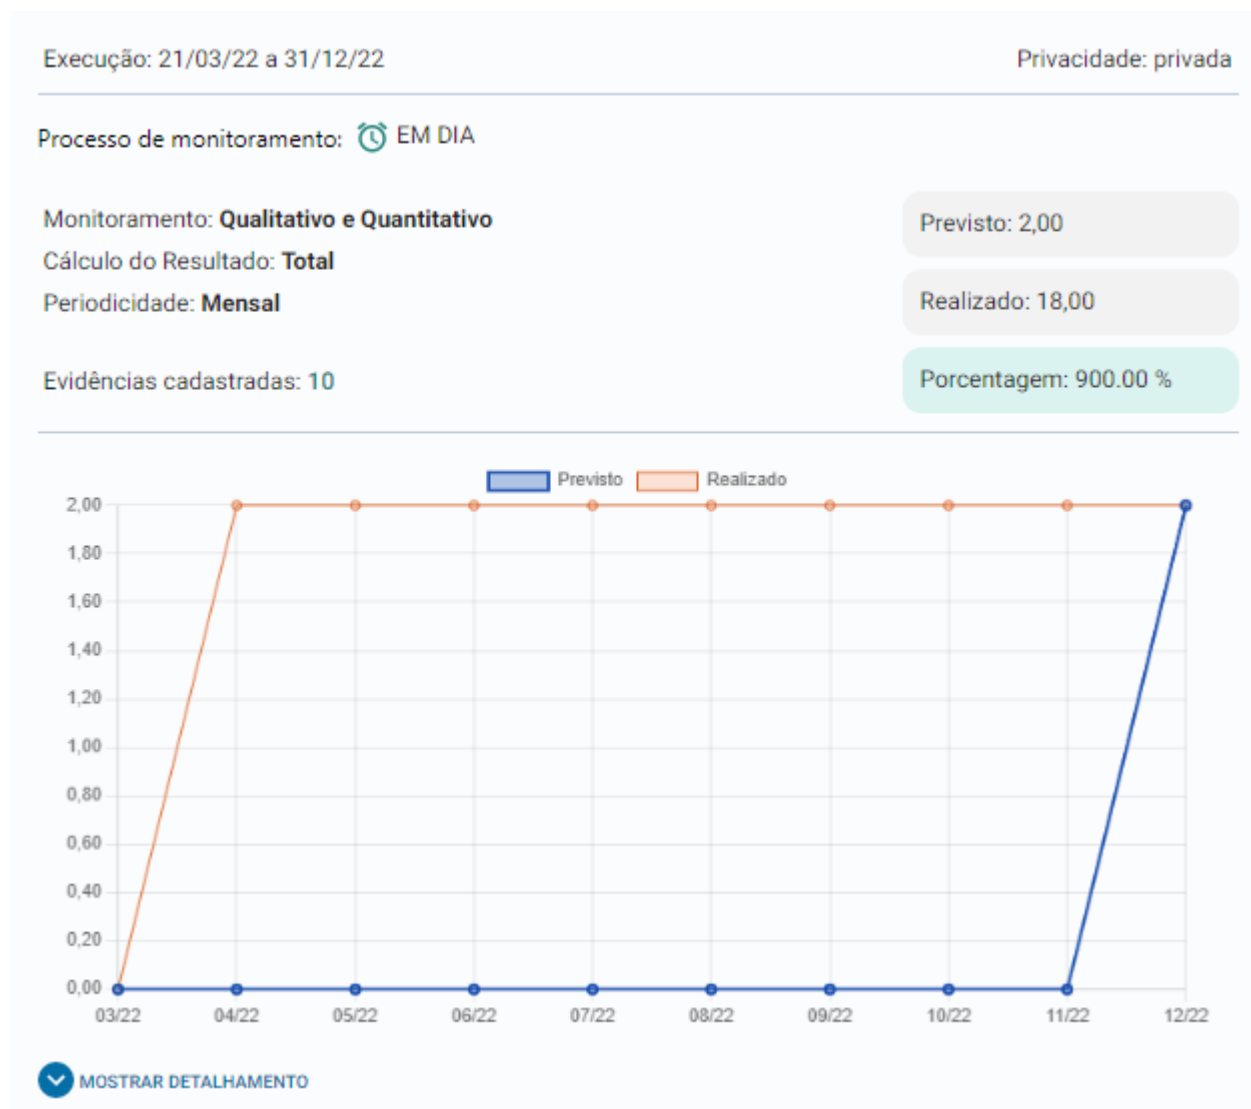 Execução: 21/03/22 a 31/12/22
Privacidade: privada
Processo de monitoramento: EM DIA
Monitoramento: Qualitativo e Quantitativo
Cálculo do Resultado: Total
Periodicidade: Mensal
Evidências cadastradas: 10
Previsto: 2,00
Realizado: 18,00
Porcentagem: 900.00 %
Previsto Realizado
2,00
1,80
1,60
1,40
1,20
1,00
0,80
0,60
0,40
0,20
0,00
03/22 04/22 05/22 06/22 07/22 08/22 09/22 10/22 11/22 12/22
MOSTRAR DETALHAMENTO